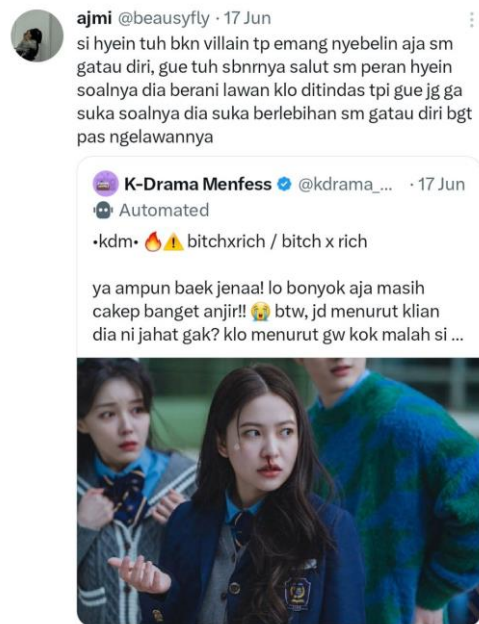 ajmi @beausyfly · 17 Jun
si hyein tuh bkn villain tp emang nyebelin aja sm
gatau diri, gue tuh sbnrnya salut sm peran hyein
soalnya dia berani lawan klo ditindas tpi gue jg ga
suka soalnya dia suka berlebihan sm gatau diri bgt
pas ngelawannya
K-Drama Menfess @kdrama_... · 17 Jun
Automated
•kdm• 🔥⚠️ bitchxrich / bitch x rich
ya ampun baek jenaa! lo bonyok aja masih
cakep banget anjir!! 😭 btw, jd menurut klian
dia ni jahat gak? klo menurut gw kok malah si ...